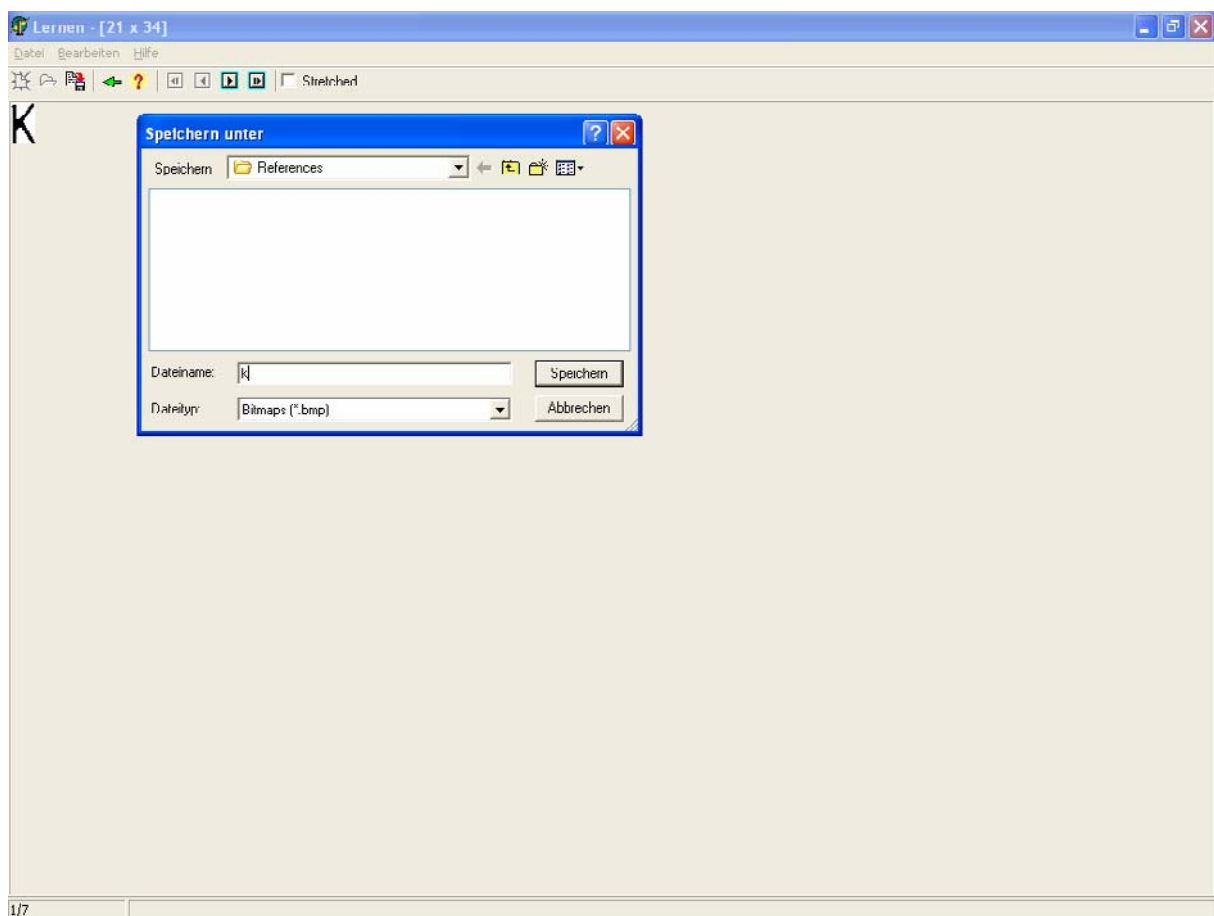 Lernen - [21 x 34]
Datei Bearbeiten Hilfe
Stretched
K
Speichern unter
Speichern References
Dateiname: k Speichern
Dateityp: Bitmaps (*.bmp) Abbrechen
1/7